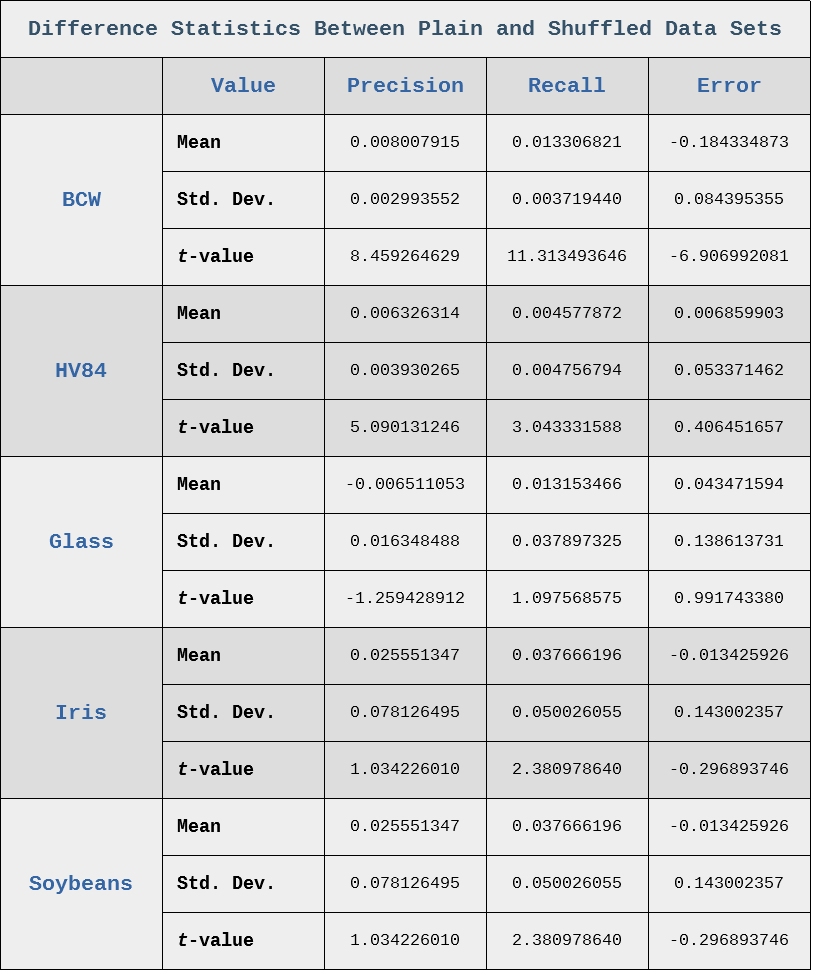 Difference Statistics Between Plain and Shuffled Data Sets
Value Precision Recall Error
BCW
Mean 0.008007915 0.013306821 -0.184334873
Std. Dev. 0.002993552 0.003719440 0.084395355
t-value 8.459264629 11.313493646 -6.906992081
HV84
Mean 0.006326314 0.004577872 0.006859903
Std. Dev. 0.003930265 0.004756794 0.053371462
t-value 5.090131246 3.043331588 0.406451657
Glass
Mean -0.006511053 0.013153466 0.043471594
Std. Dev. 0.016348488 0.037897325 0.138613731
t-value -1.259428912 1.097568575 0.991743380
Iris
Mean 0.025551347 0.037666196 -0.013425926
Std. Dev. 0.078126495 0.050026055 0.143002357
t-value 1.034226010 2.380978640 -0.296893746
Soybeans
Mean 0.025551347 0.037666196 -0.013425926
Std. Dev. 0.078126495 0.050026055 0.143002357
t-value 1.034226010 2.380978640 -0.296893746